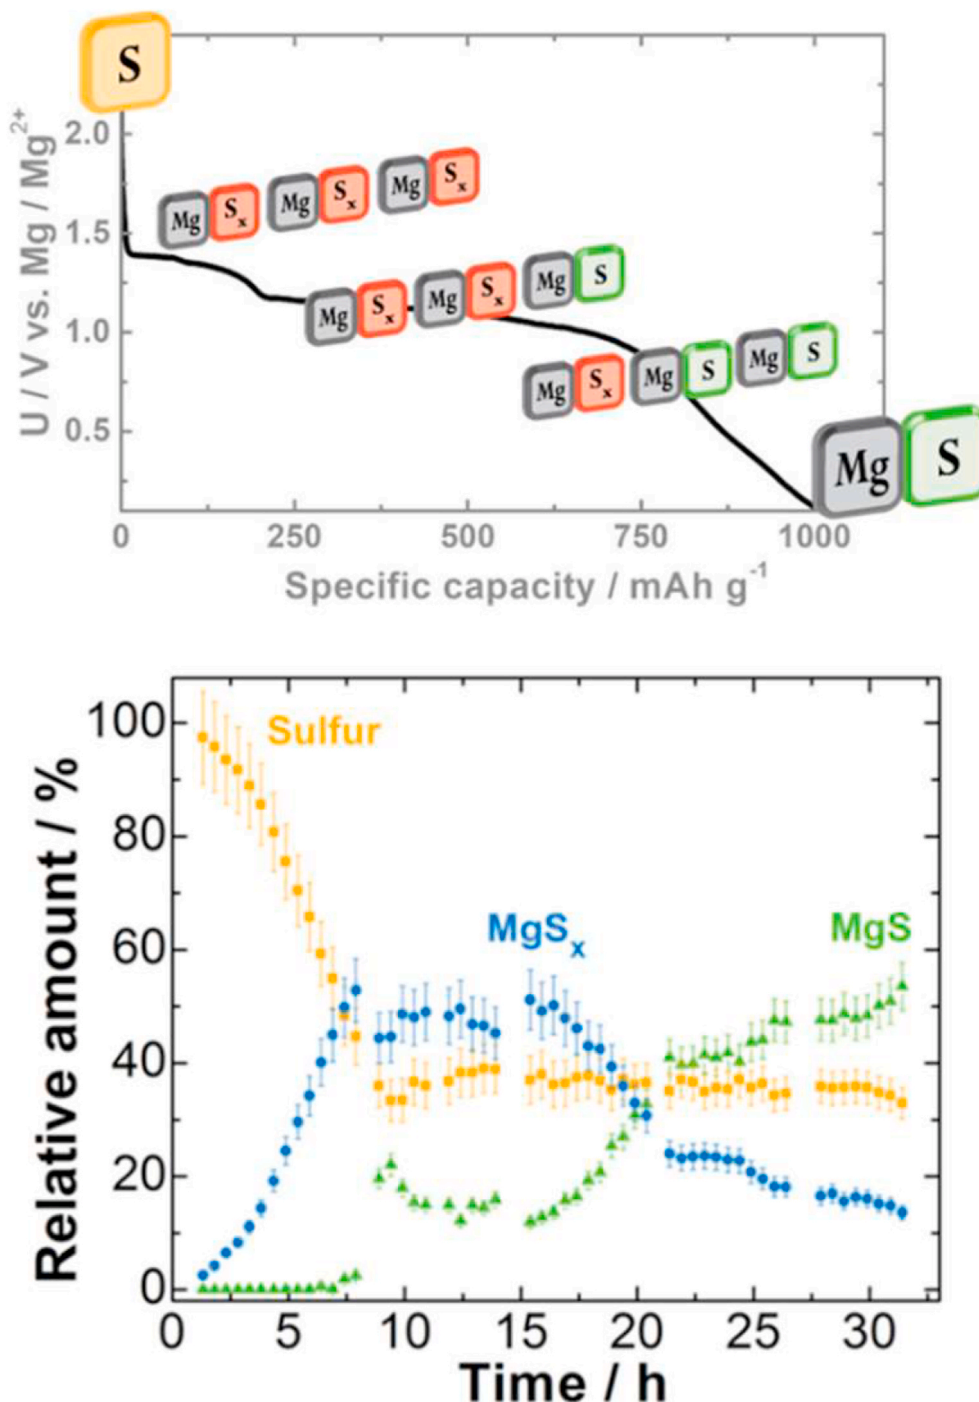 S
U / V vs. Mg / Mg²⁺
2.0
1.5
1.0
0.5
Mg Sₓ Mg Sₓ Mg Sₓ
Mg Sₓ Mg Sₓ Mg S
Mg Sₓ Mg S Mg S
Mg S
0 250 500 750 1000
Specific capacity / mAh g⁻¹
Relative amount / %
100
80
60
40
20
0
Sulfur
MgSₓ
MgS
0 5 10 15 20 25 30
Time / h